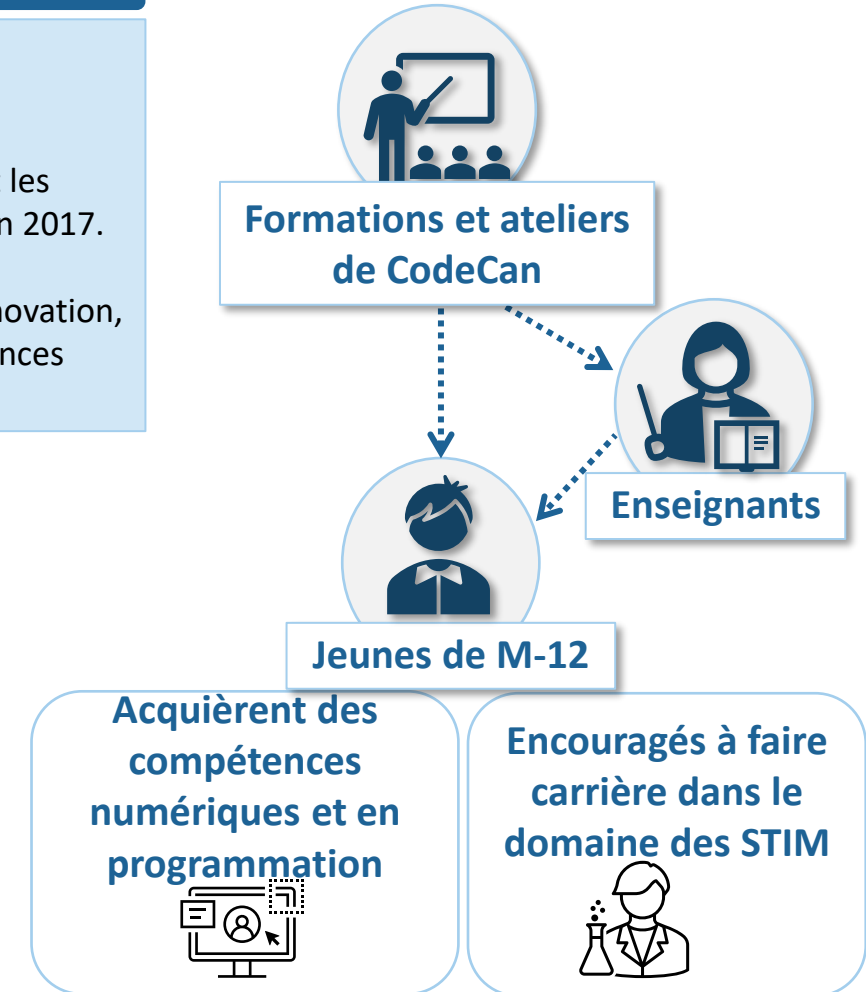 les
n 2017.
novation,
ences
Formations et ateliers
de CodeCan
Enseignants
Jeunes de M-12
Acquièrent des
compétences
numériques et en
programmation
Encouragés à faire
carrière dans le
domaine des STIM